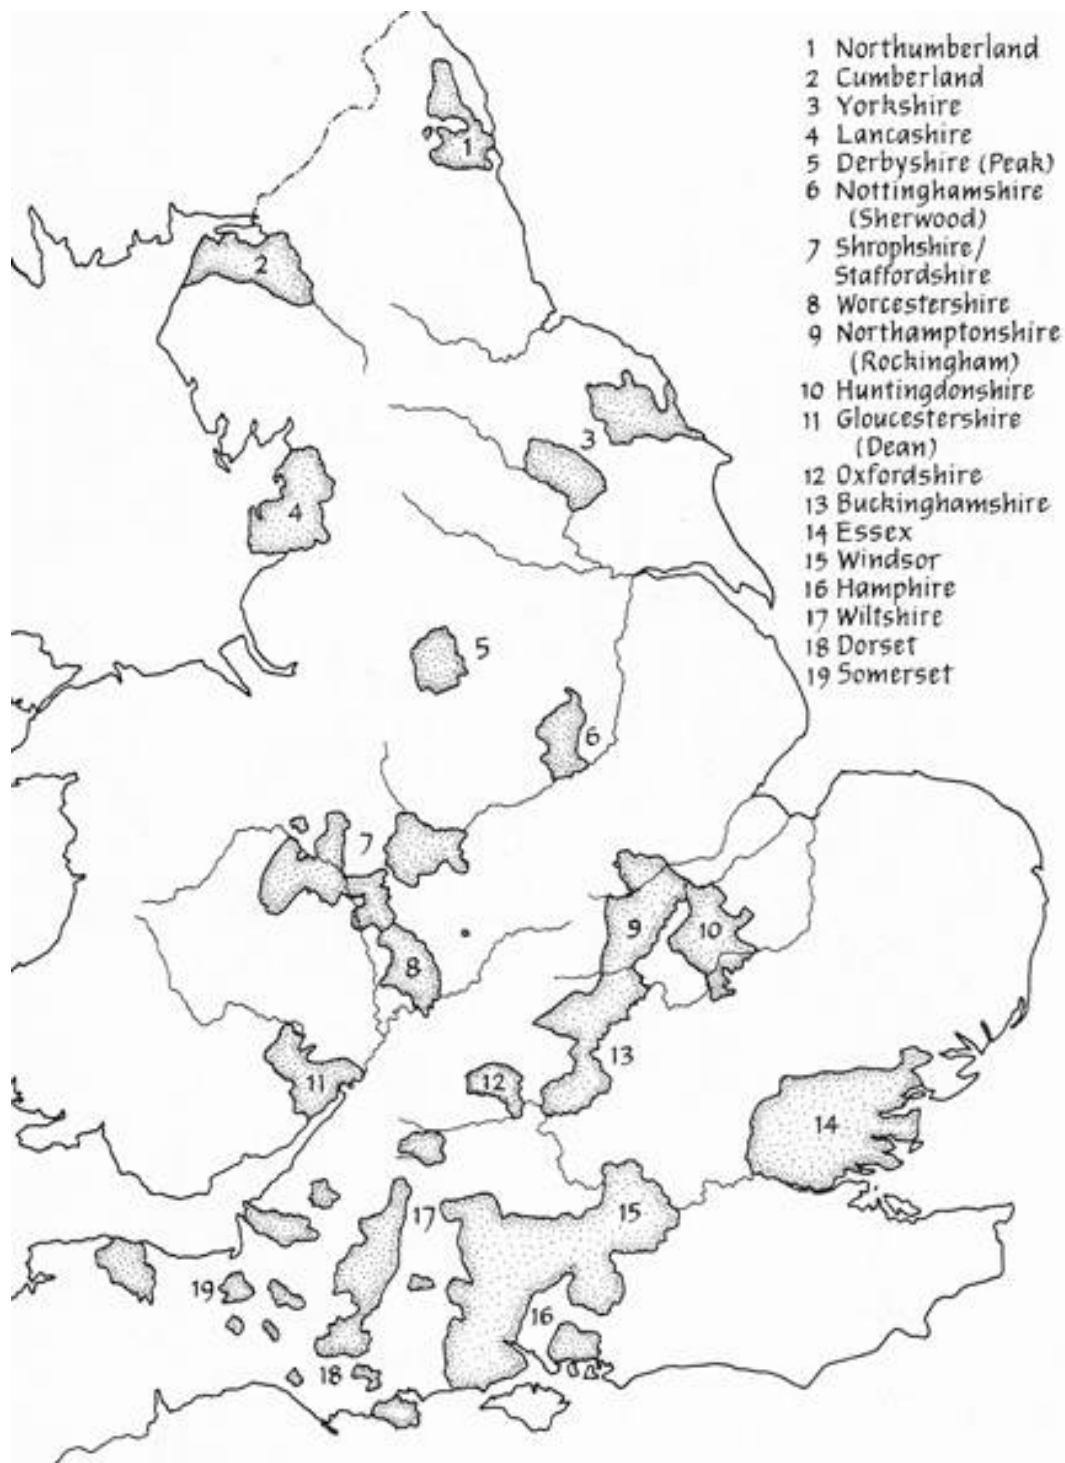 1 Northumberland
2 Cumberland
3 Yorkshire
4 Lancashire
5 Derbyshire (Peak)
6 Nottinghamshire
(Sherwood)
7 Shrophshire/
Staffordshire
8 Worcestershire
9 Northamptonshire
(Rockingham)
10 Huntingdonshire
11 Gloucestershire
(Dean)
12 Oxfordshire
13 Buckinghamshire
14 Essex
15 Windsor
16 Hamphire
17 Wiltshire
18 Dorset
19 Somerset
1
2
3
4
5
6
7
8
9
10
11
12
13
14
15
16
17
18
19